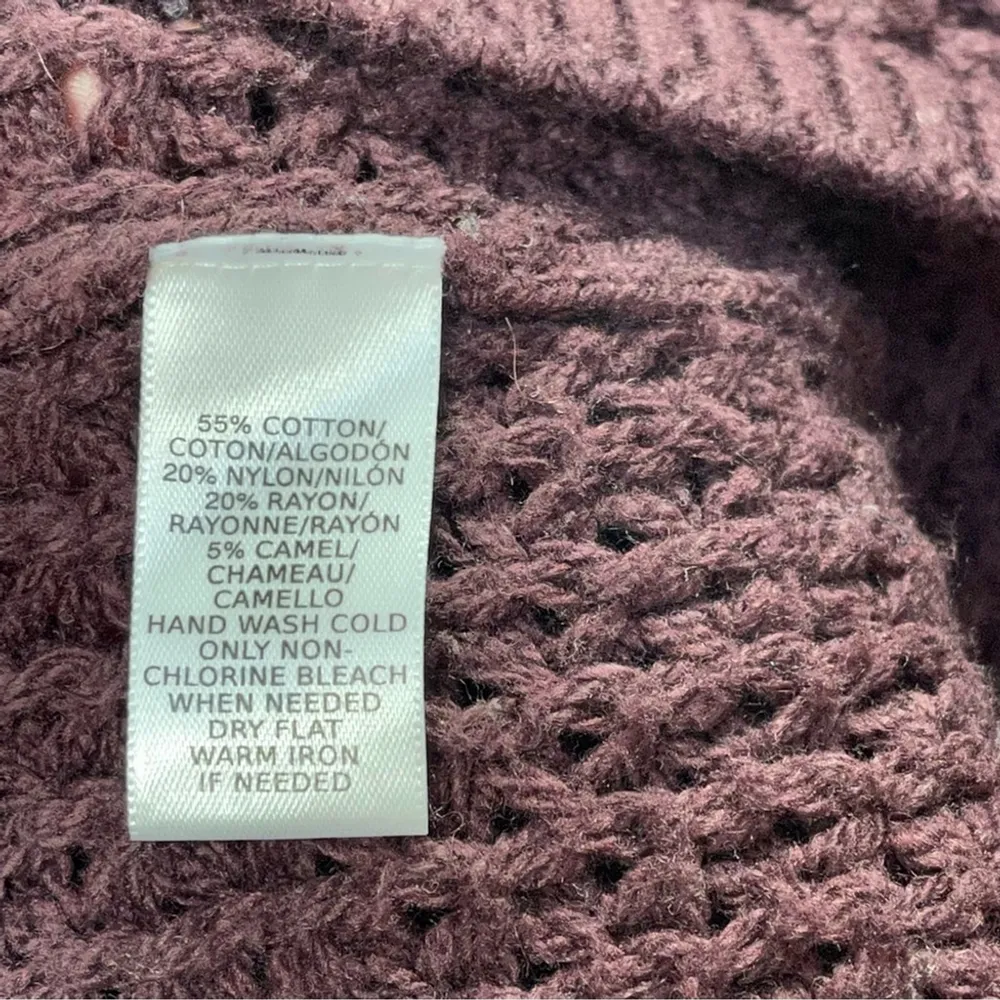 55% COTTON/
COTON/ALGODÓN
20% NYLON/NILÓN
20% RAYON/
RAYONNE/RAYÓN
5% CAMEL/
CHAMEAU/
CAMELLO
HAND WASH COLD
ONLY NON-
CHLORINE BLEACH
WHEN NEEDED
DRY FLAT
WARM IRON
IF NEEDED